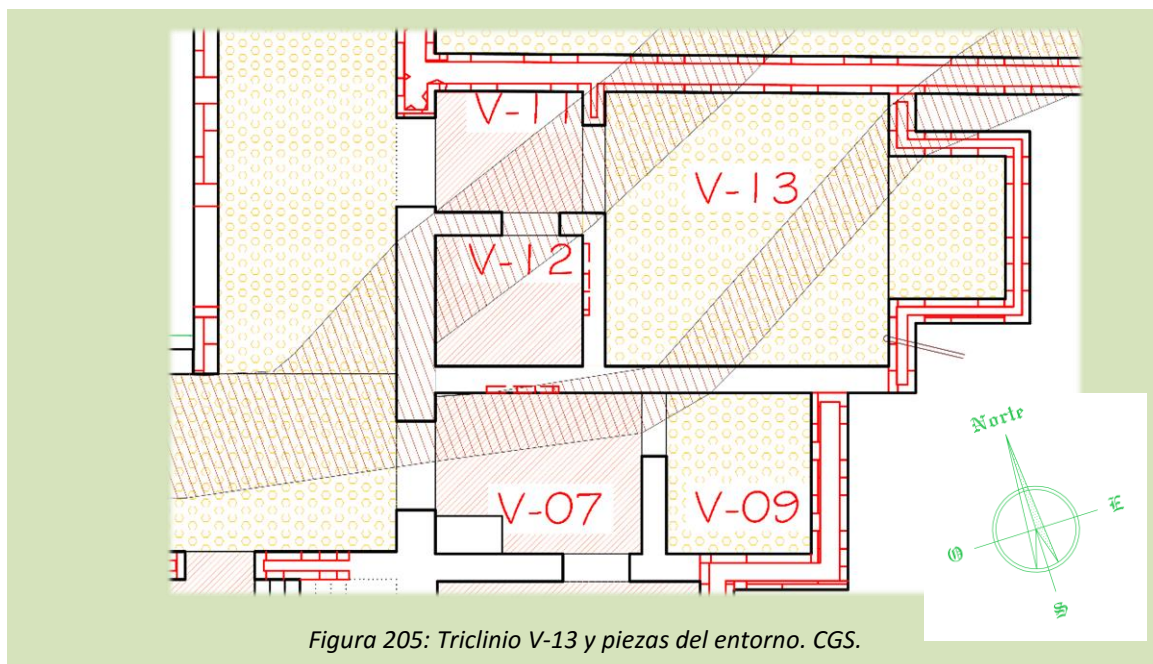 V-11
V-13
V-12
V-07
V-09
Norte
E
O
S
Figura 205: Triclinio V-13 y piezas del entorno. CGS.